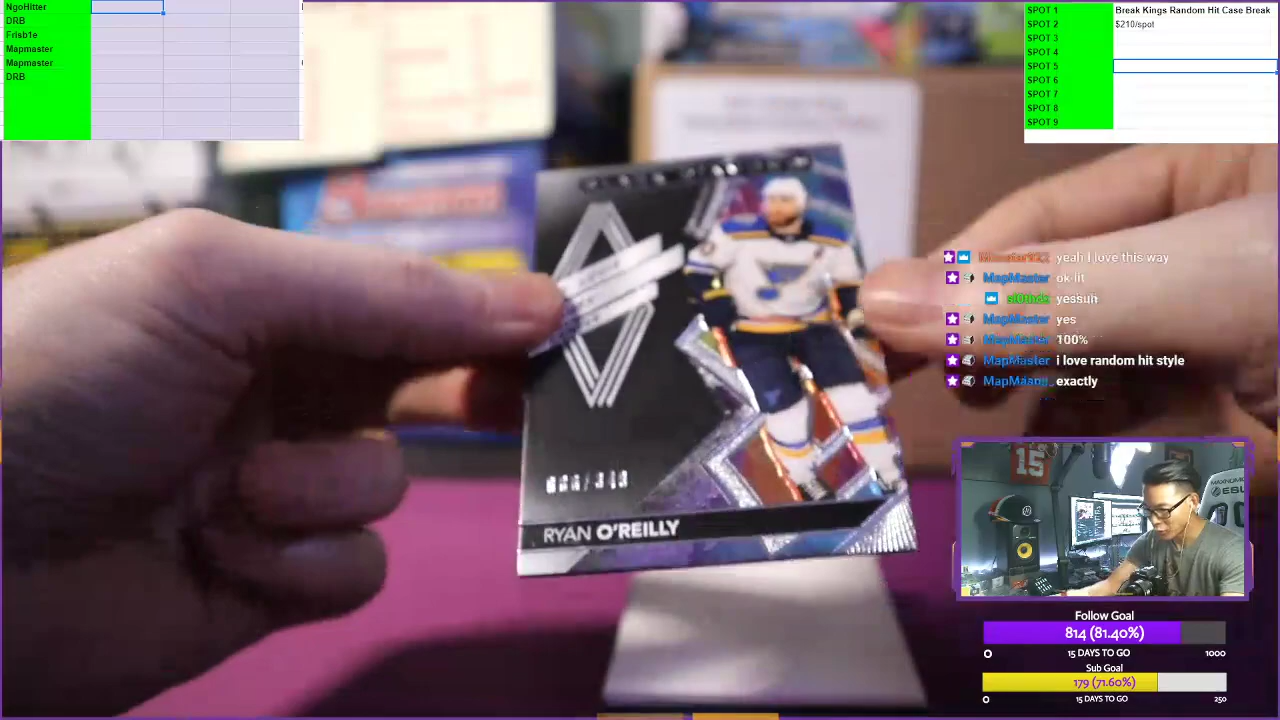 NgoHitter
DRB
Frisb1e
Mapmaster
Mapmaster
DRB
SPOT 1 Break Kings Random Hit Case Break
SPOT 2 $210/spot
SPOT 3
SPOT 4
SPOT 5
SPOT 6
SPOT 7
SPOT 8
SPOT 9
yeah I love this way
MapMaster ok lit
yessuh
MapMaster yes
MapMaster 100%
MapMaster i love random hit style
MapMaster exactly
RYAN O'REILLY
15
Follow Goal
814 (81.40%)
0 15 DAYS TO GO 1000
Sub Goal
179 (71.60%)
0 15 DAYS TO GO 250